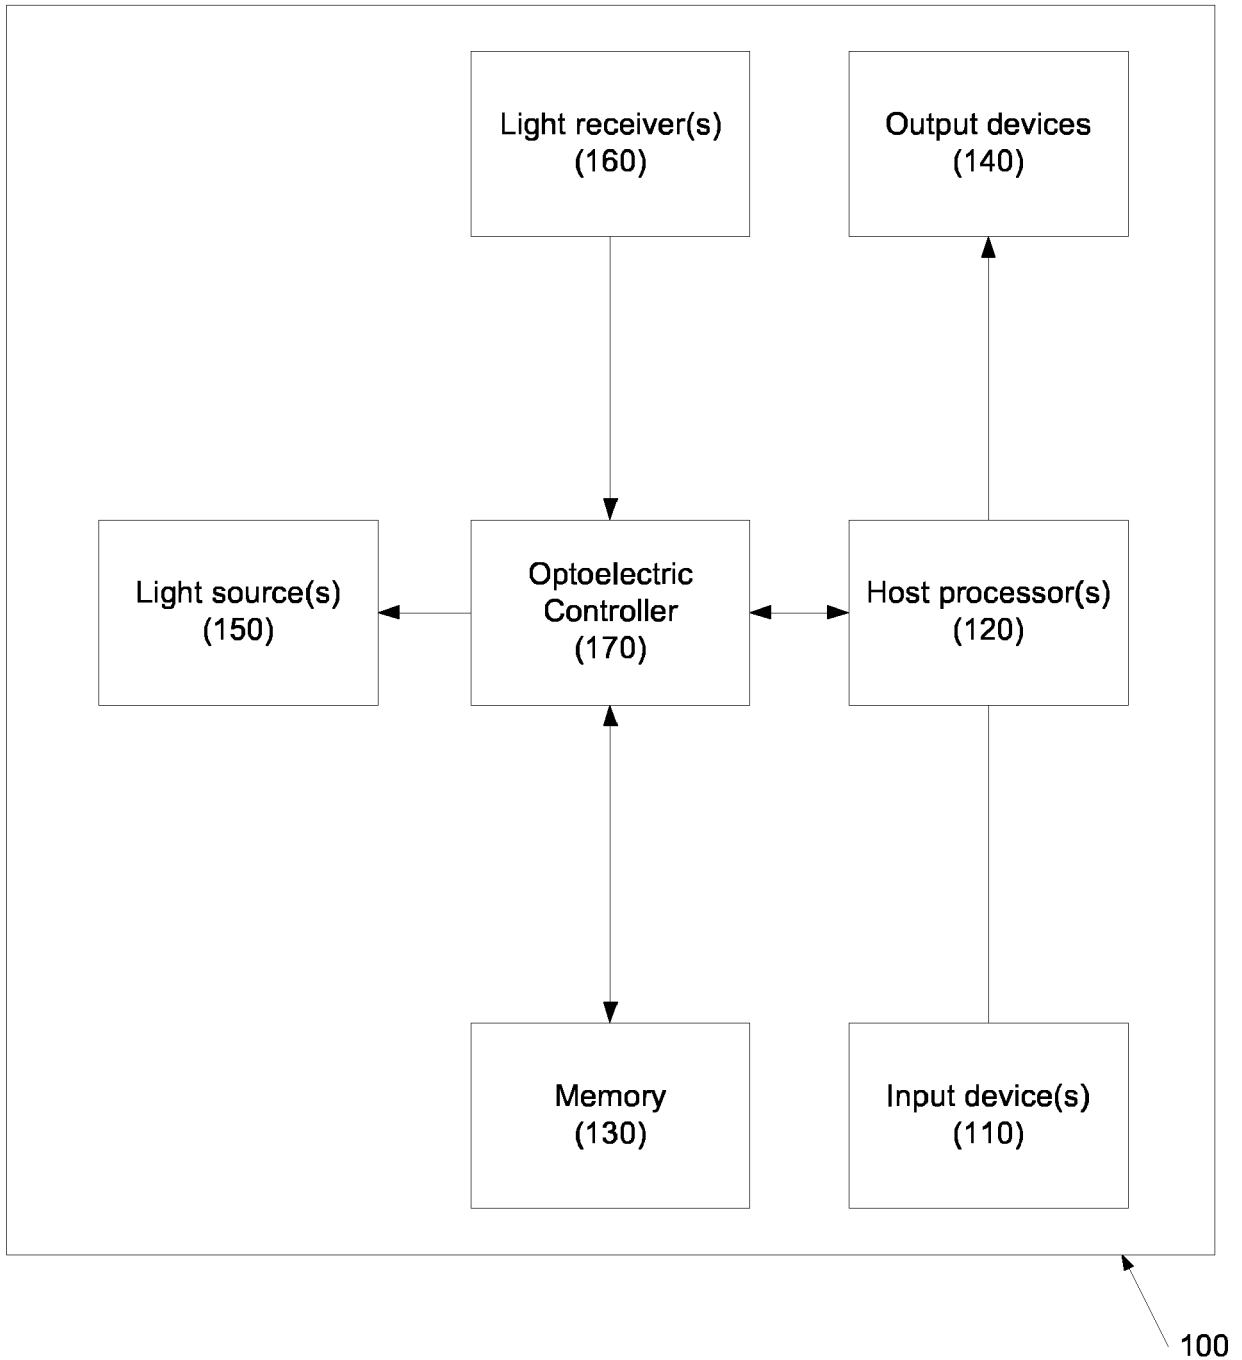 Light receiver(s)
(160)
Output devices
(140)
Light source(s)
(150)
Optoelectric
Controller
(170)
Host processor(s)
(120)
Memory
(130)
Input device(s)
(110)
100